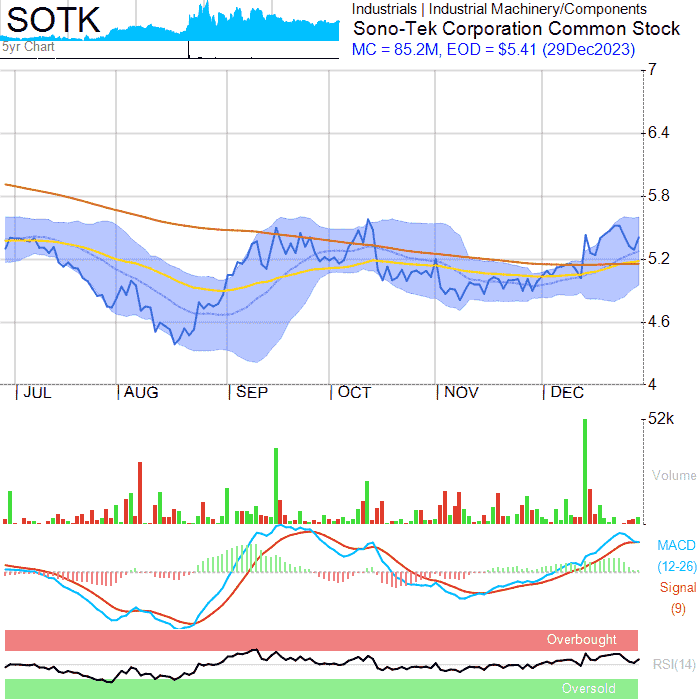 SOTK
5yr Chart
Industrials | Industrial Machinery/Components
Sono-Tek Corporation Common Stock
MC = 85.2M, EOD = $5.41 (29Dec2023)
7
6.4
5.8
5.2
4.6
4
JUL AUG SEP OCT NOV DEC
52k
Volume
MACD
(12-26)
Signal
(9)
Overbought
RSI(14)
Oversold